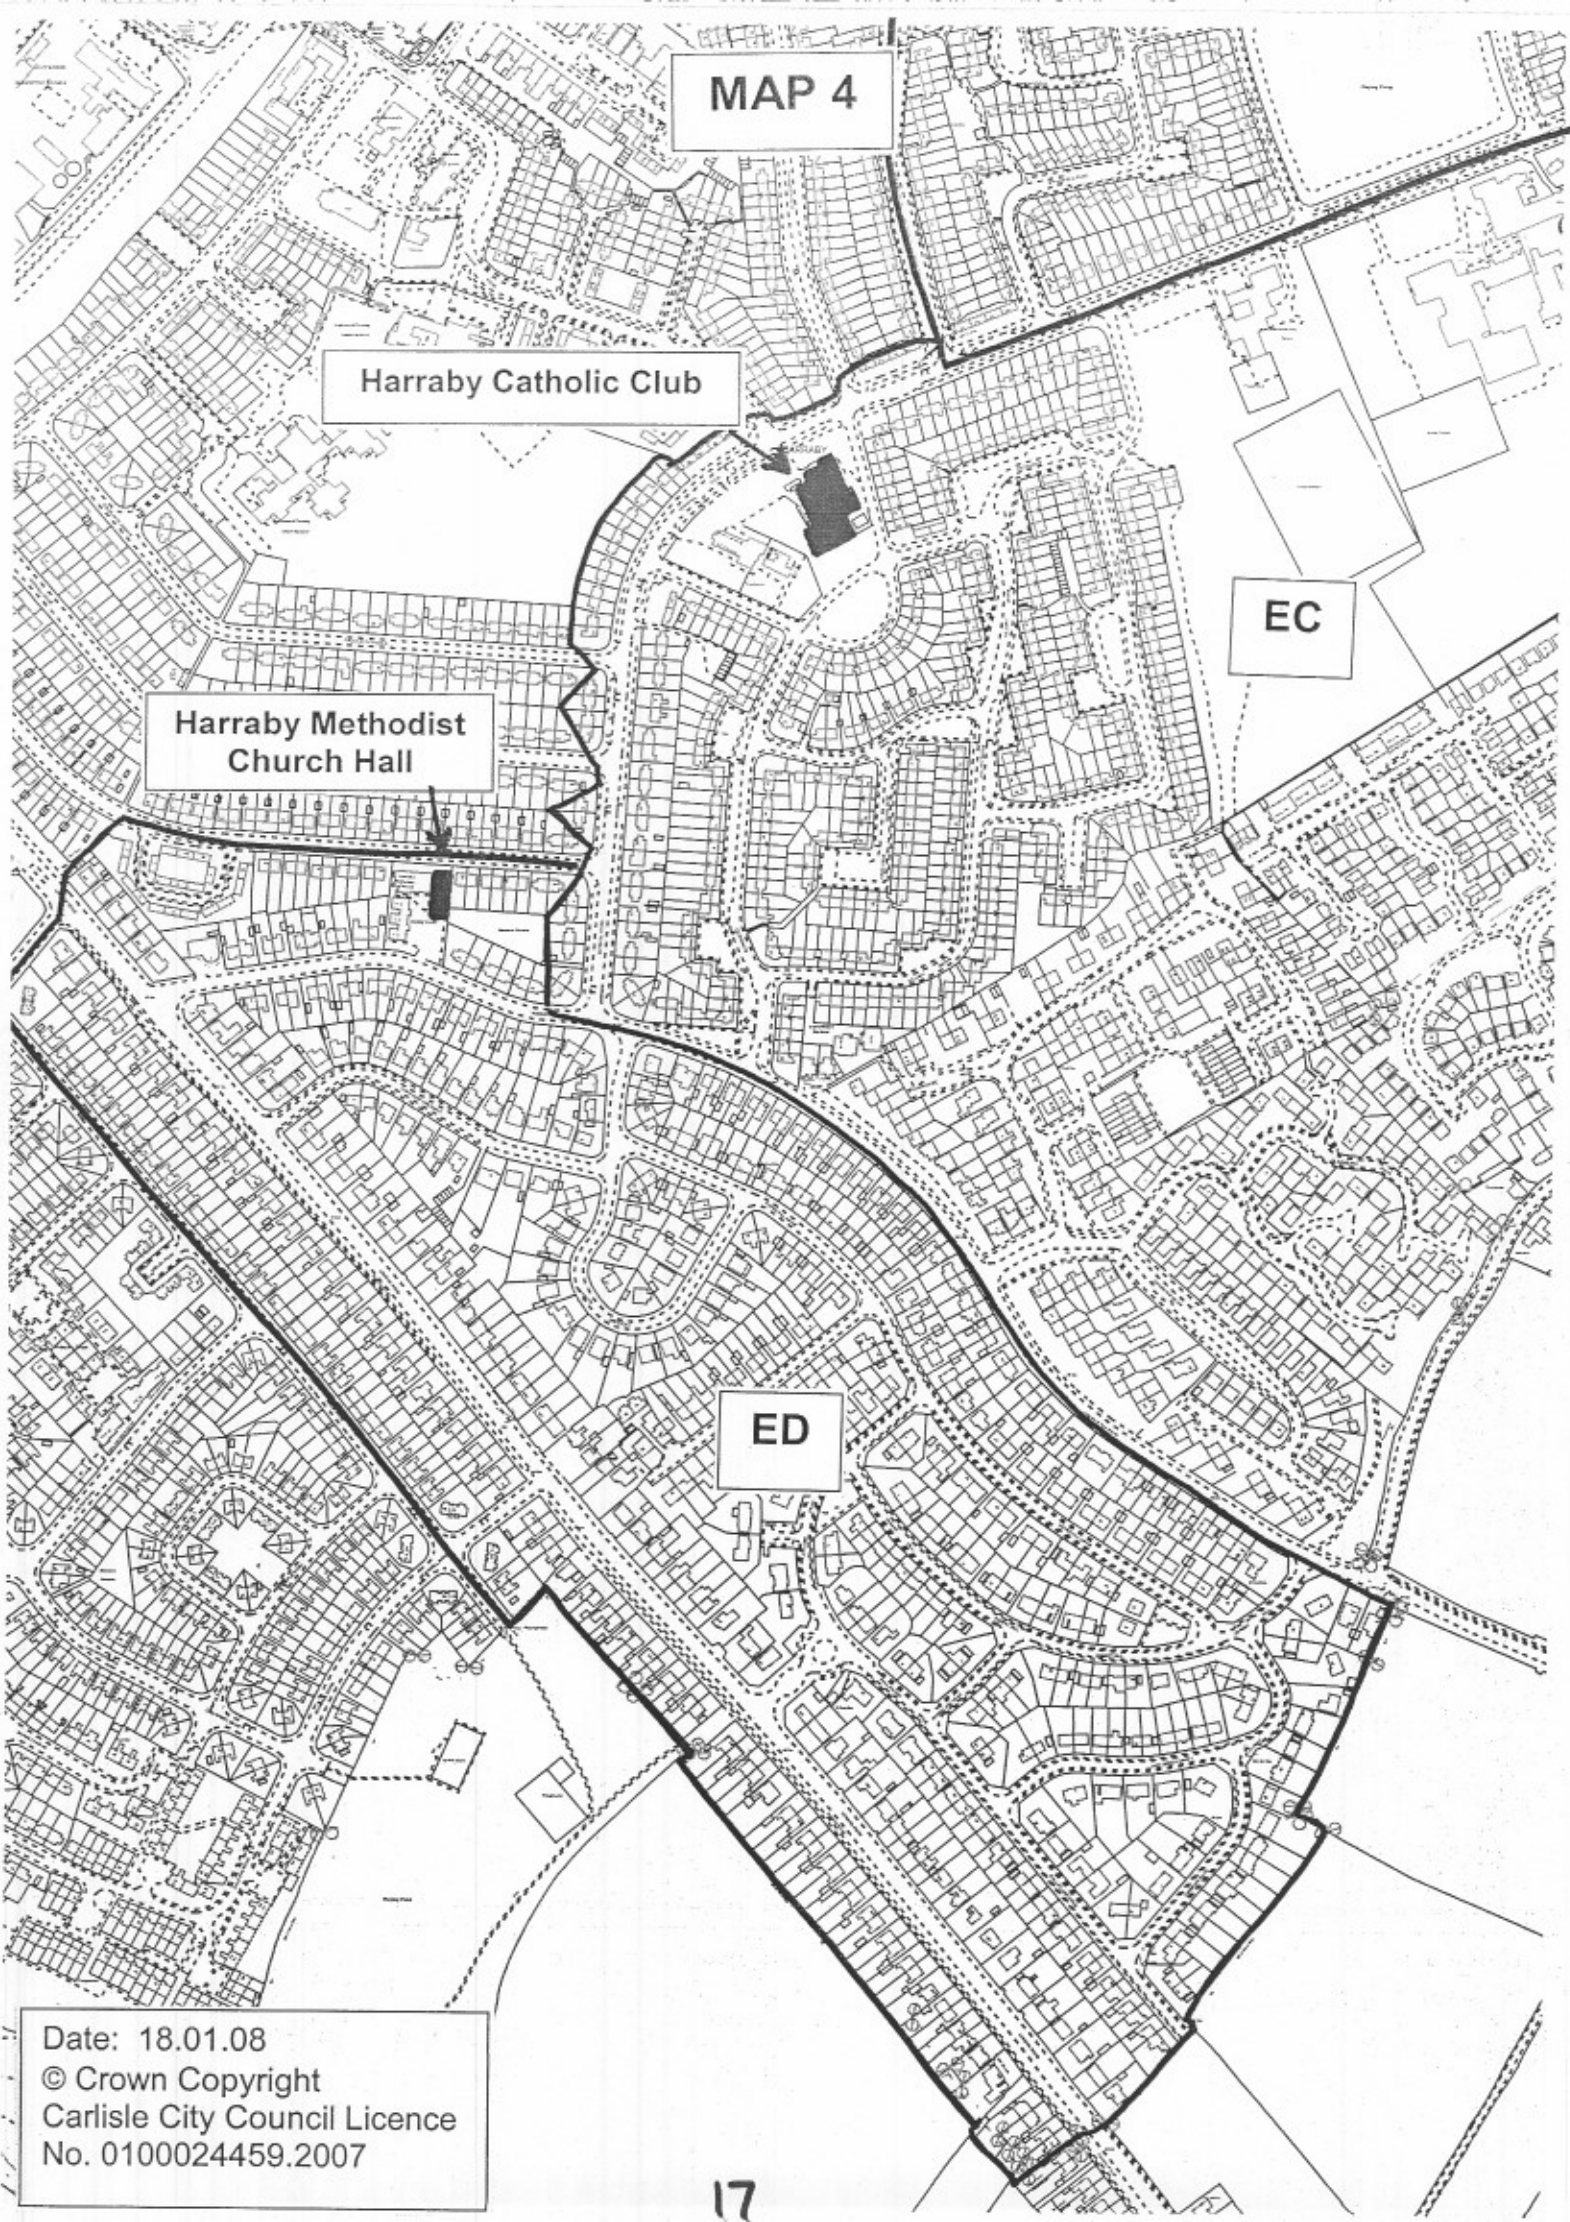 MAP 4
Harraby Catholic Club
HARRABY
EC
Harraby Methodist
Church Hall
ED
Date: 18.01.08
© Crown Copyright
Carlisle City Council Licence
No. 0100024459.2007
17